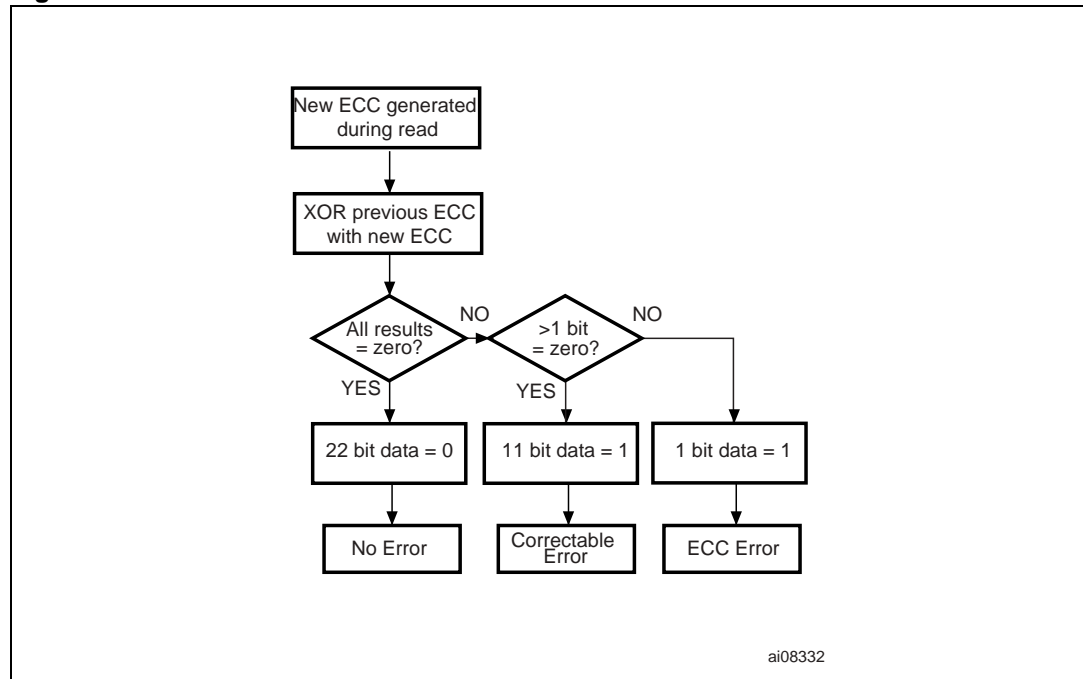 New ECC generated
during read
XOR previous ECC
with new ECC
All results
= zero?
NO
>1 bit
= zero?
NO
YES
YES
22 bit data = 0
11 bit data = 1
1 bit data = 1
No Error
Correctable
Error
ECC Error
ai08332